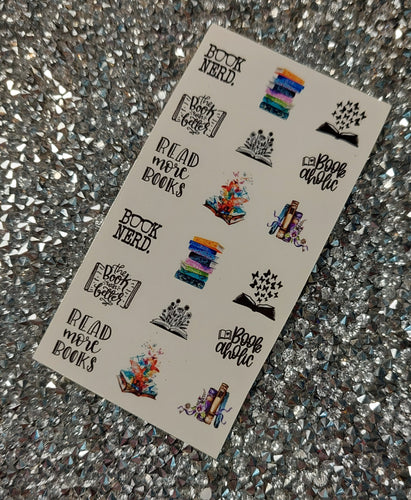 BOOK
NERD.
the
Book
was
better
READ
more
BOOKS
Book
aholic
BOOK
NERD.
the
Book
was
better
READ
more
BOOKS
Book
aholic